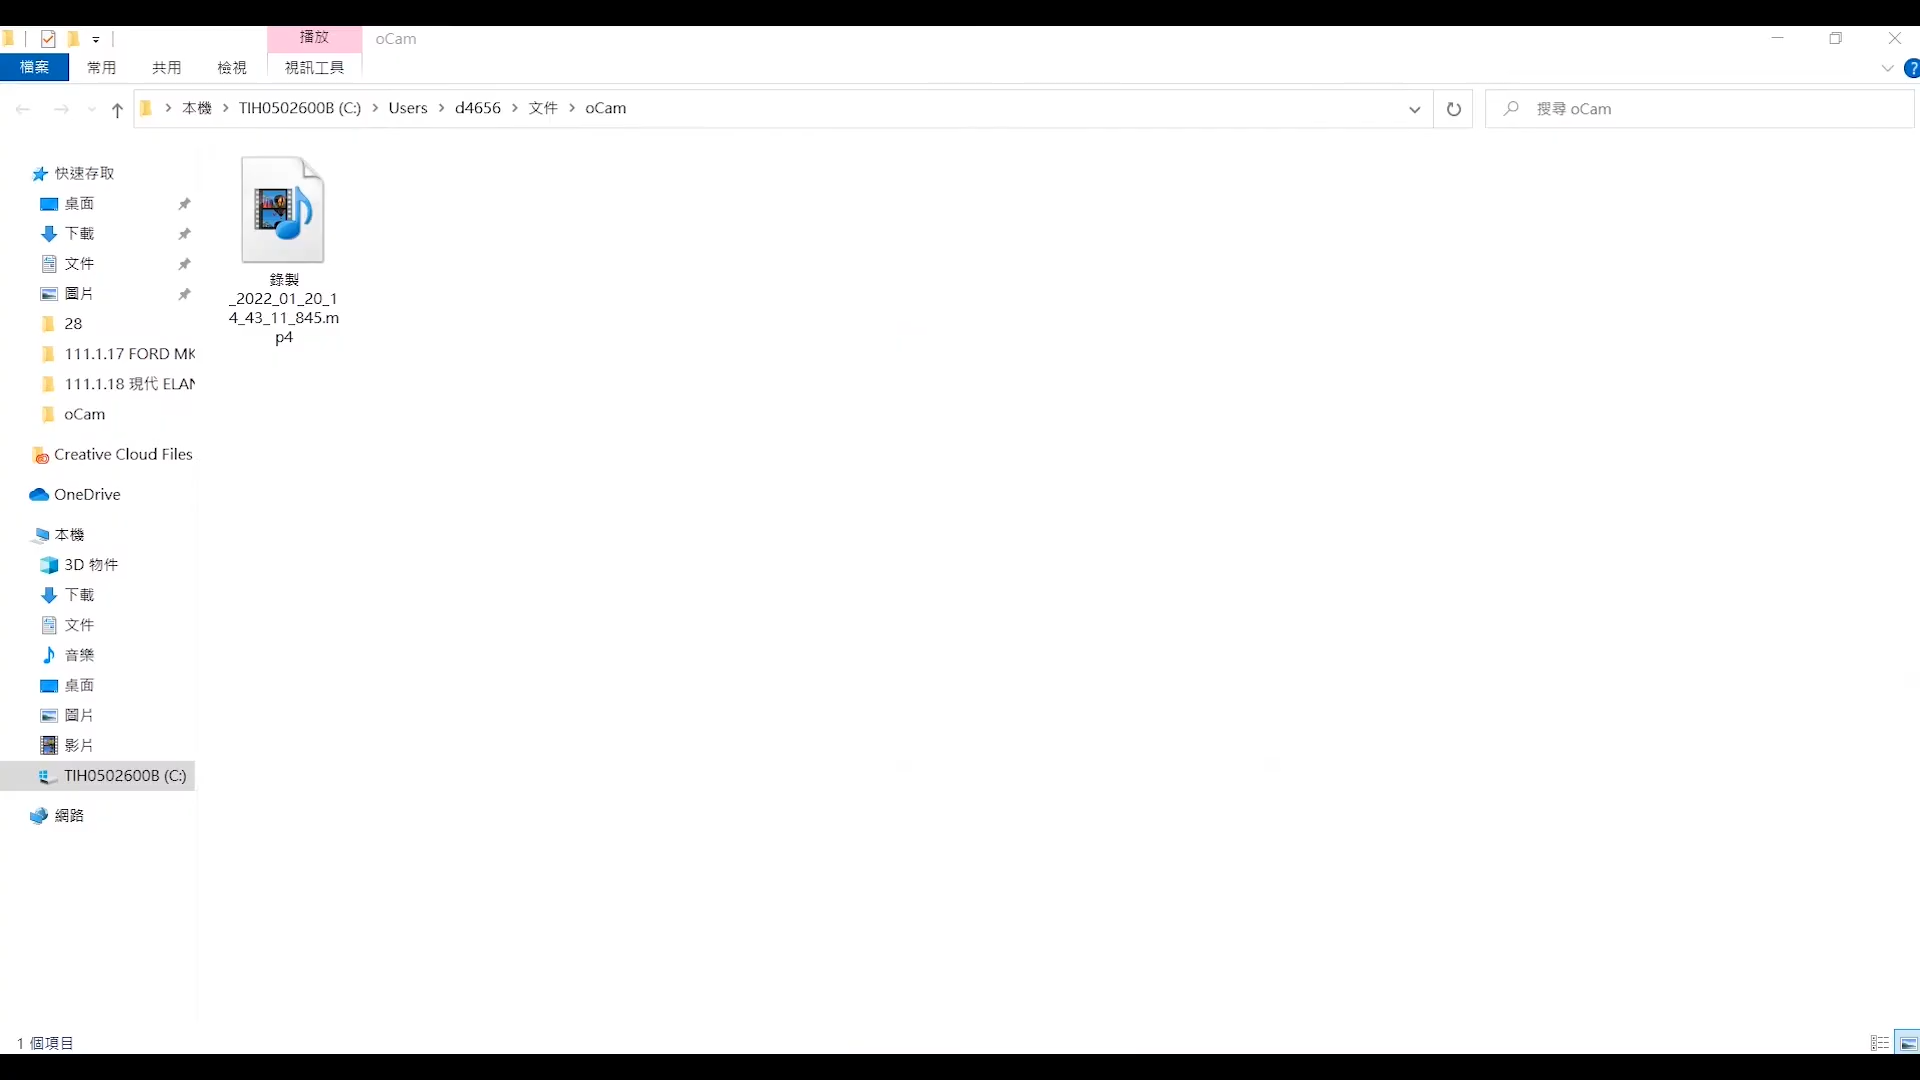 播放
oCam
檔案
常用
共用
檢視
視訊工具
本機 > TIH0502600B (C:) > Users > d4656 > 文件 > oCam
搜尋 oCam
快速存取
桌面
下載
文件
圖片
28
111.1.17 FORD MK
111.1.18 現代 ELAN
oCam
Creative Cloud Files
OneDrive
本機
3D 物件
下載
文件
音樂
桌面
圖片
影片
TIH0502600B (C:)
網路
錄製
_2022_01_20_1
4_43_11_845.m
p4
1 個項目